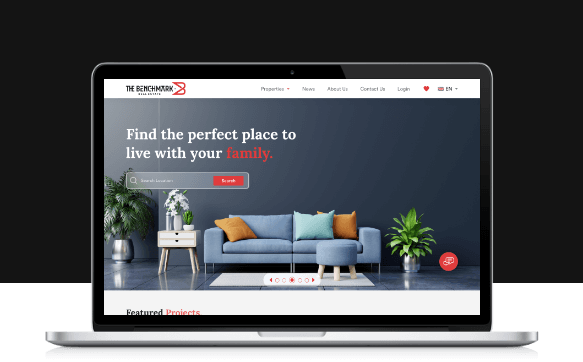 THE BENCHMARK
REAL ESTATE
Properties
News
About Us
Contact Us
Login
EN
Find the perfect place to
live with your family.
Search Location
Search
Featured Projects